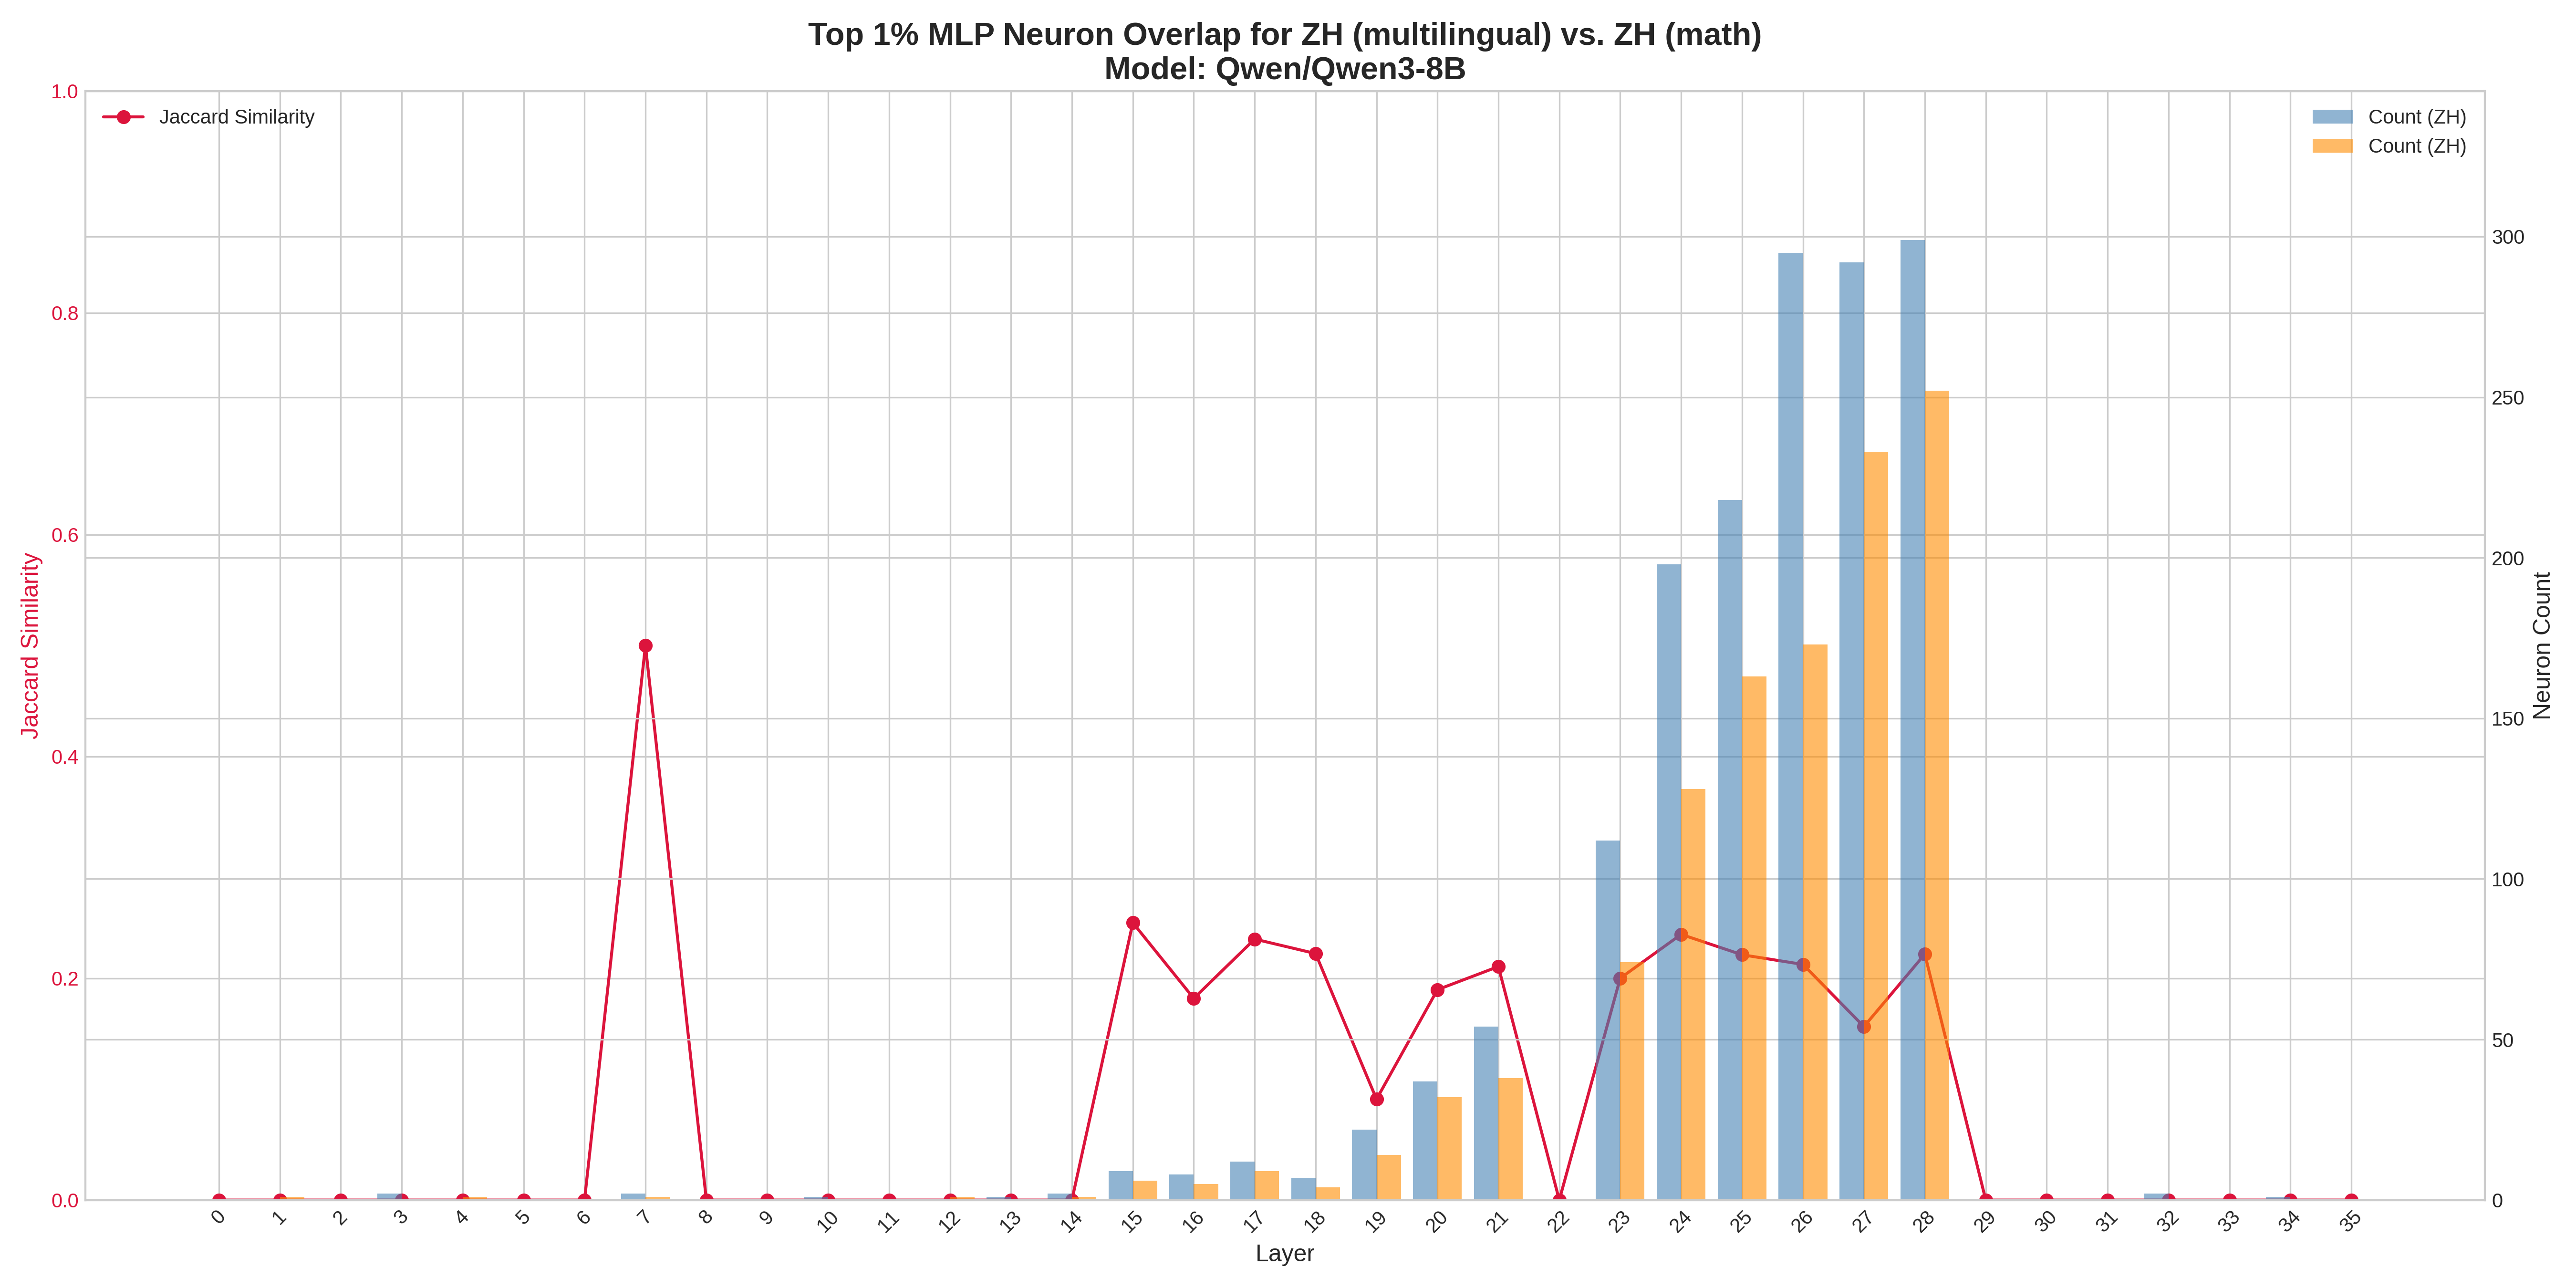 Top 1% MLP Neuron Overlap for ZH (multilingual) vs. ZH (math)
Model: Qwen/Qwen3-8B
Jaccard Similarity
Count (ZH)
Count (ZH)
1.0
0.8
0.6
0.4
0.2
0.0
Jaccard Similarity
300
250
200
150
100
50
0
Neuron Count
0 1 2 3 4 5 6 7 8 9 10 11 12 13 14 15 16 17 18 19 20 21 22 23 24 25 26 27 28 29 30 31 32 33 34 35
Layer